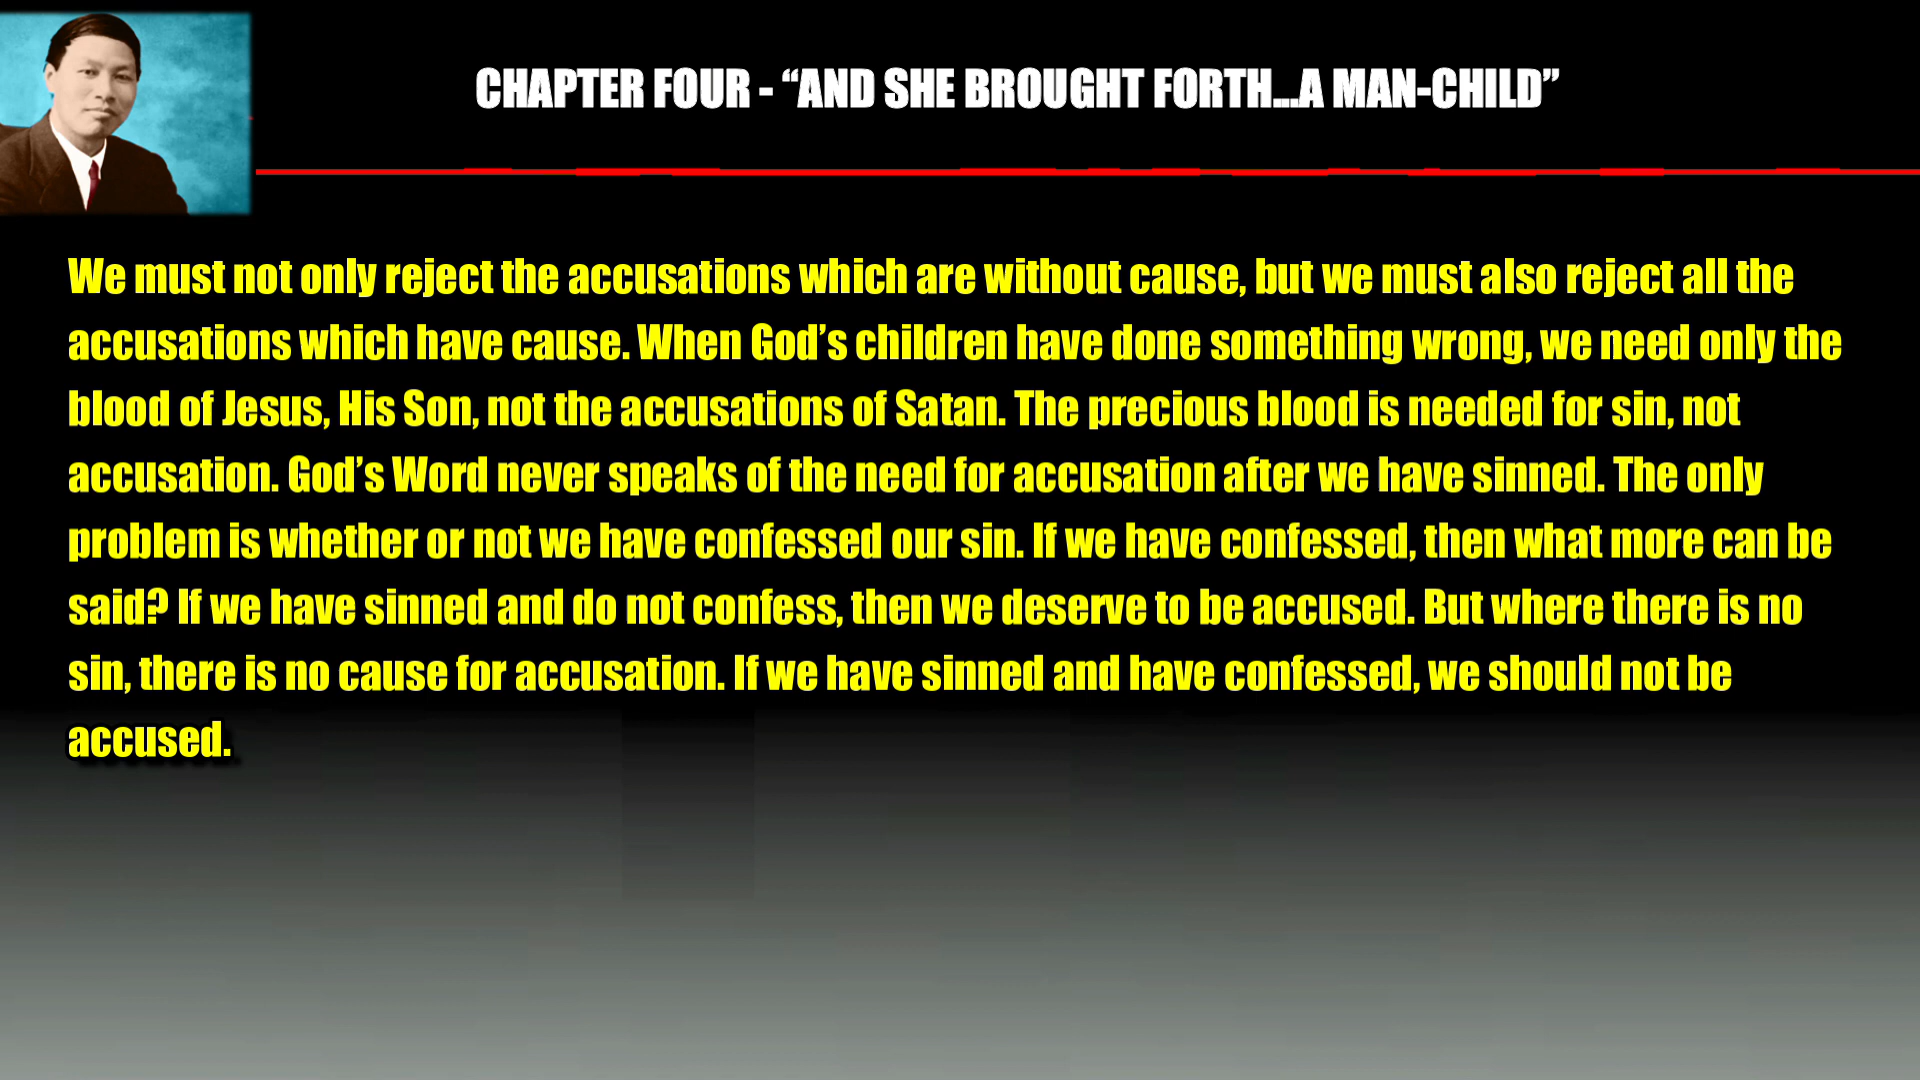 CHAPTER FOUR - “AND SHE BROUGHT FORTH...A MAN-CHILD”
We must not only reject the accusations which are without cause, but we must also reject all the
accusations which have cause. When God’s children have done something wrong, we need only the
blood of Jesus, His Son, not the accusations of Satan. The precious blood is needed for sin, not
accusation. God’s Word never speaks of the need for accusation after we have sinned. The only
problem is whether or not we have confessed our sin. If we have confessed, then what more can be
said? If we have sinned and do not confess, then we deserve to be accused. But where there is no
sin, there is no cause for accusation. If we have sinned and have confessed, we should not be
accused.